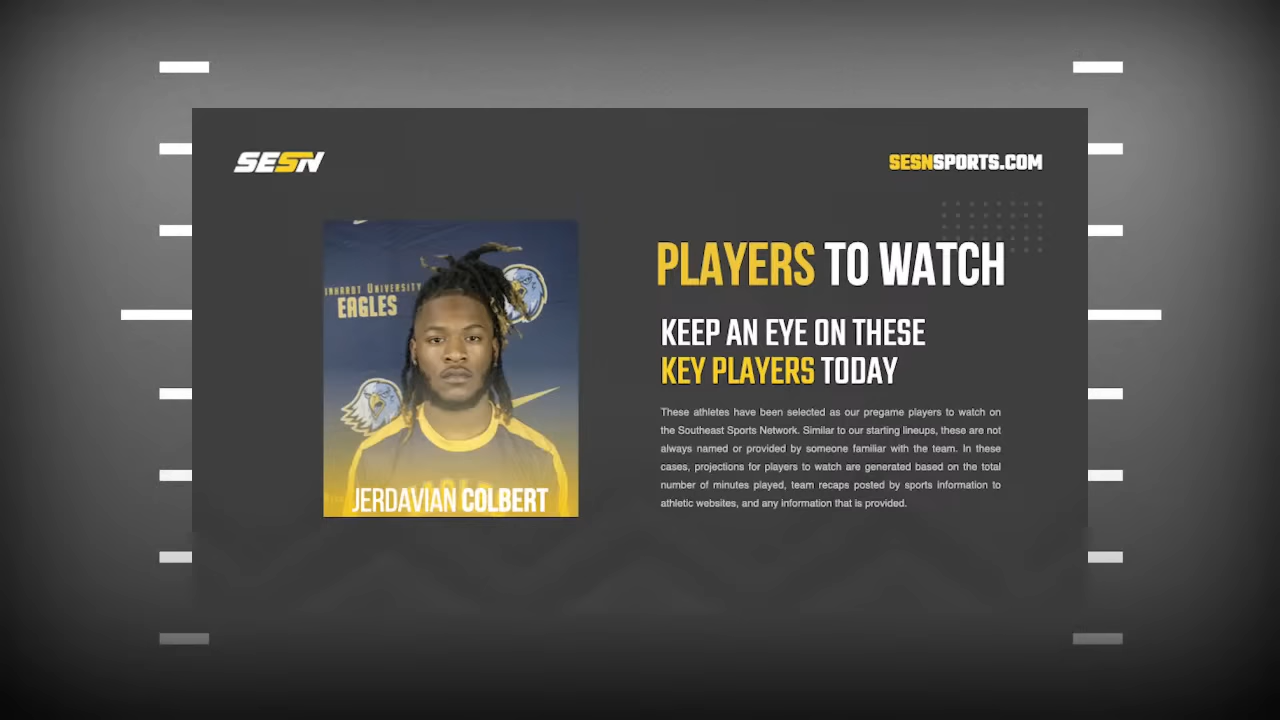 SESN
SESNSPORTS.COM
EAGLES
PLAYERS TO WATCH
KEEP AN EYE ON THESE
KEY PLAYERS TODAY
These athletes have been selected as our pregame players to watch on
the Southeast Sports Network. Similar to our starting lineups, these are not
always named or provided by someone familiar with the team. In these
cases, projections for players to watch are generated based on the total
number of minutes played, team recaps posted by sports information to
athletic websites, and any information that is provided.
UNIVERSITY
JERDAVIAN COLBERT